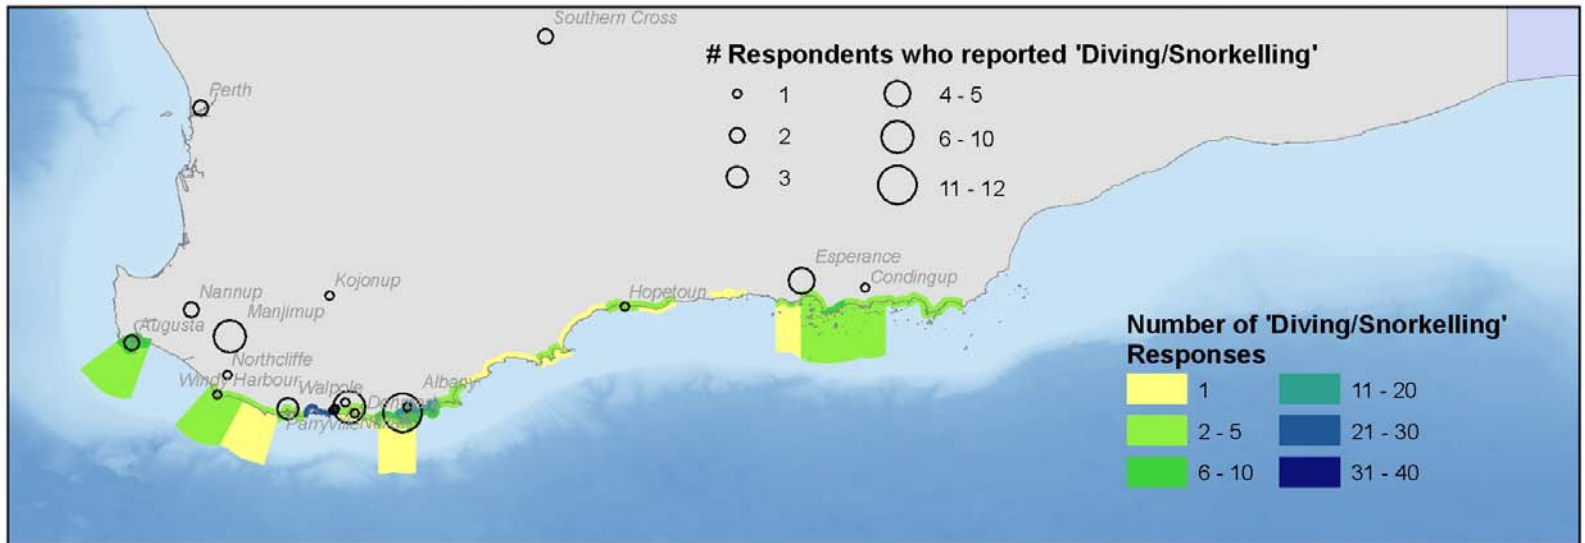 Southern Cross
# Respondents who reported 'Diving/Snorkelling'
Perth
1
4 - 5
2
6 - 10
3
11 - 12
Esperance
Condingup
Kojonup
Hopetoun
Nannup
Manjimup
Augusta
Northcliffe
Windy Harbour
Walpole
Albany
Parryville
Number of 'Diving/Snorkelling'
Responses
1
11 - 20
2 - 5
21 - 30
6 - 10
31 - 40